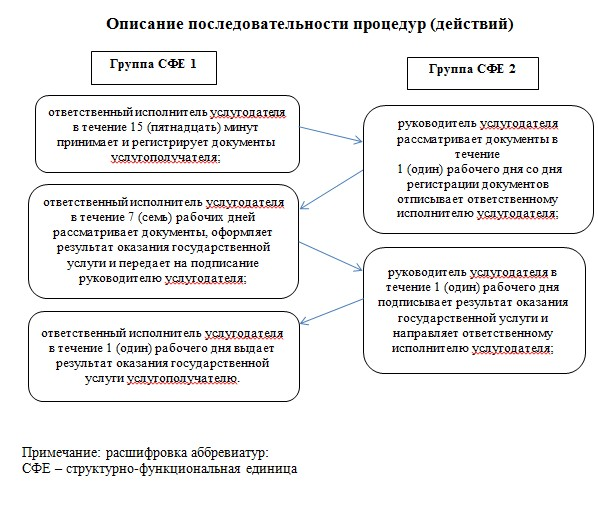 Описание последовательности процедур (действий)
Группа СФЕ 1
Группа СФЕ 2
ответственный исполнитель услугодателя
в течение 15 (пятнадцать) минут
принимает и регистрирует документы
услугополучателя;
руководитель услугодателя
рассматривает документы в
течение
1 (один) рабочего дня со дня
регистрации документов
отписывает ответственному
исполнителю услугодателя;
ответственный исполнитель услугодателя
в течение 7 (семь) рабочих дней
рассматривает документы, оформляет
результат оказания государственной
услуги и передает на подписание
руководителю услугодателя;
руководитель услугодателя в
течение 1 (один) рабочего дня
подписывает результат оказания
государственной услуги и
направляет ответственному
исполнителю услугодателя;
ответственный исполнитель услугодателя
в течение 1 (один) рабочего дня выдает
результат оказания государственной
услуги услугополучателю.
Примечание: расшифровка аббревиатур:
СФЕ – структурно-функциональная единица